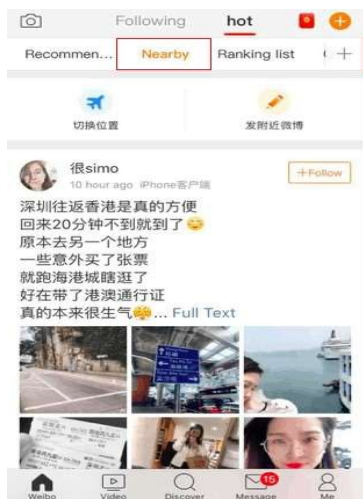 Following hot
Recommen... Nearby Ranking list
切换位置 发附近微博
很simo
10 hour ago iPhone客户端
+Follow
深圳往返香港是真的方便
回来20分钟不到就到了
原本去另一个地方
一些意外买了张票
就跑海港城瞎逛了
好在带了港澳通行证
真的本来很生气... Full Text
15
Weibo Video Discover Message Me